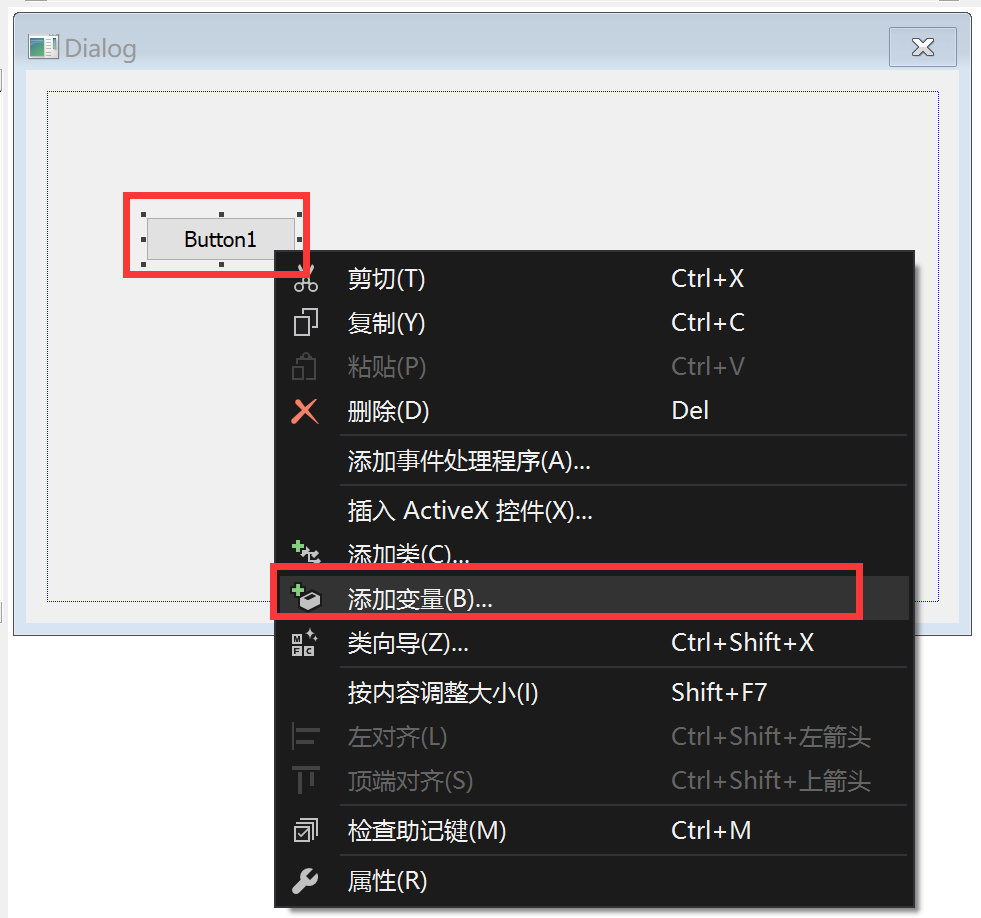 Dialog
Button1
剪切(T) Ctrl+X
复制(Y) Ctrl+C
粘贴(P) Ctrl+V
删除(D) Del
添加事件处理程序(A)...
插入 ActiveX 控件(X)...
添加类(C)...
添加变量(B)...
类向导(Z)... Ctrl+Shift+X
按内容调整大小(I) Shift+F7
左对齐(L) Ctrl+Shift+左箭头
顶端对齐(S) Ctrl+Shift+上箭头
检查助记键(M) Ctrl+M
属性(R)